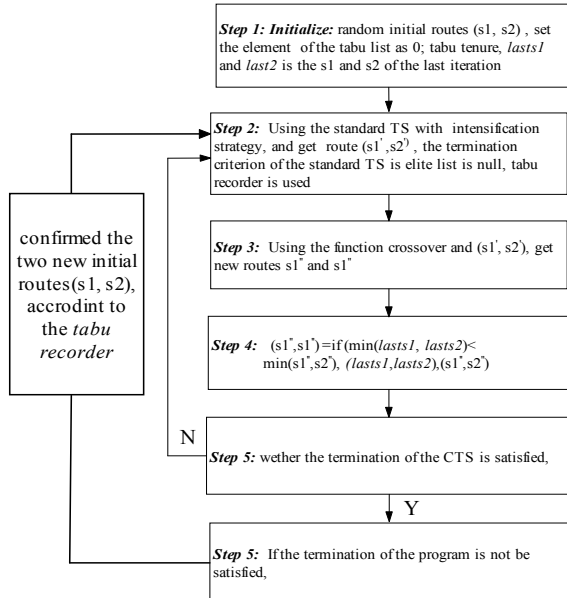 Step 1: Initialize: random initial routes (s1, s2) , set
the element of the tabu list as 0; tabu tenure, lasts1
and last2 is the s1 and s2 of the last iteration
Step 2: Using the standard TS with intensification
strategy, and get route (s1',s2') , the termination
criterion of the standard TS is elite list is null, tabu
recorder is used
confirmed the
two new initial
routes(s1, s2),
accrodint to
the tabu
recorder
Step 3: Using the function crossover and (s1', s2'), get
new routes s1" and s1"
Step 4: (s1",s1")=if (min(lasts1, lasts2)<
min(s1",s2"), (lasts1,lasts2),(s1",s2")
N
Step 5: wether the termination of the CTS is satisfied,
Y
Step 5: If the termination of the program is not be
satisfied,